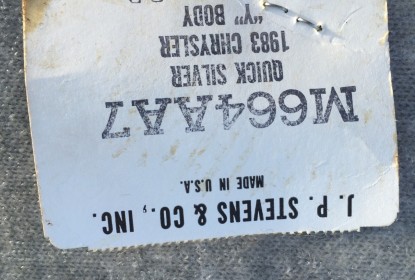 J. P. STEVENS & CO., INC.
MADE IN U.S.A.
M664AA7
QUICK SILVER
1983 CHRYSLER
"Y" BODY